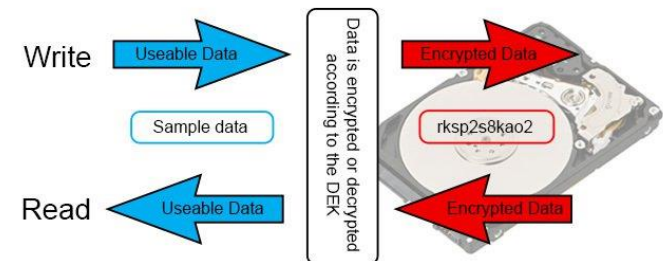 Write
Useable Data
Data is encrypted or decrypted
according to the DEK
Encrypted Data
Sample data
rksp2s8kao2
Read
Useable Data
Encrypted Data